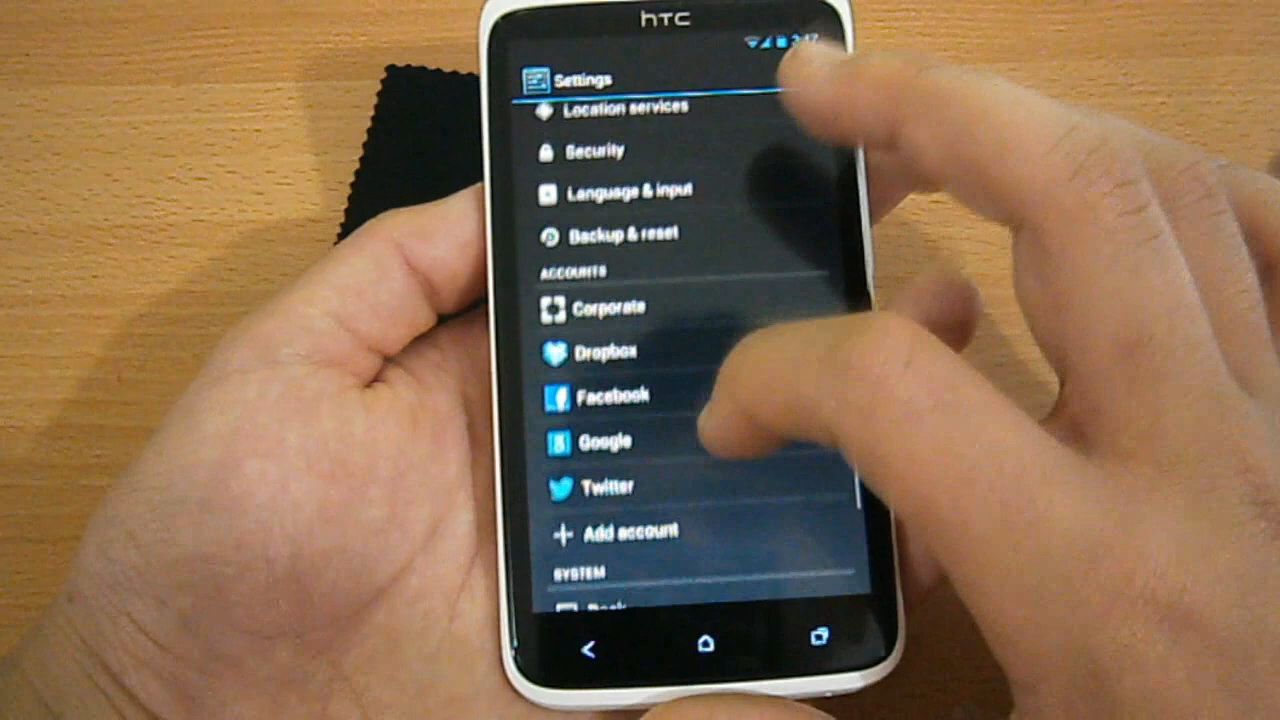 hTC
Settings
Location services
Security
Language & input
Backup & reset
ACCOUNTS
Corporate
Dropbox
Facebook
Google
Twitter
Add account
SYSTEM